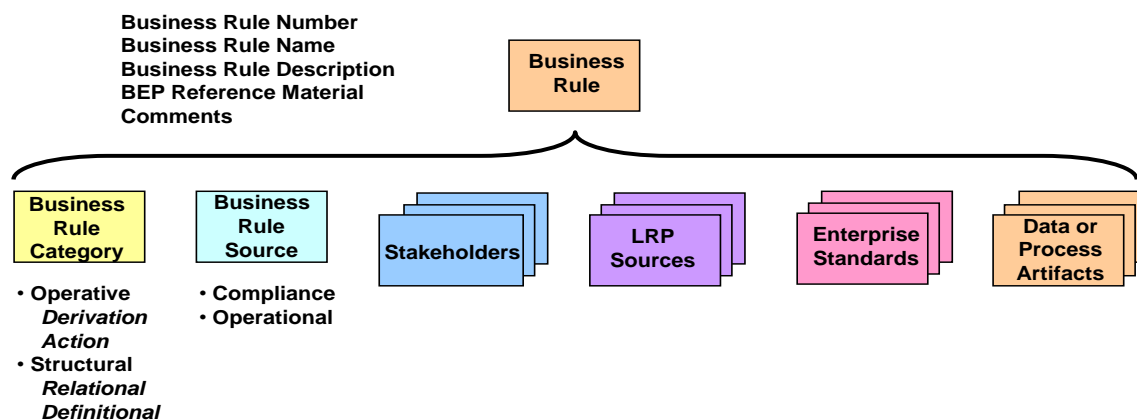 Business Rule Number
Business Rule Name
Business Rule Description
BEP Reference Material
Comments
Business
Rule
Business
Rule
Category
Business
Rule
Source
Stakeholders
LRP
Sources
Enterprise
Standards
Data or
Process
Artifacts
• Operative
Derivation
Action
• Structural
Relational
Definitional
• Compliance
• Operational